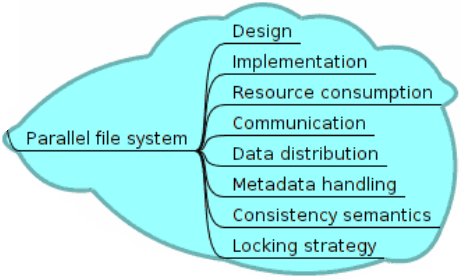 Design
Implementation
Resource consumption
Communication
Parallel file system
Data distribution
Metadata handling
Consistency semantics
Locking strategy